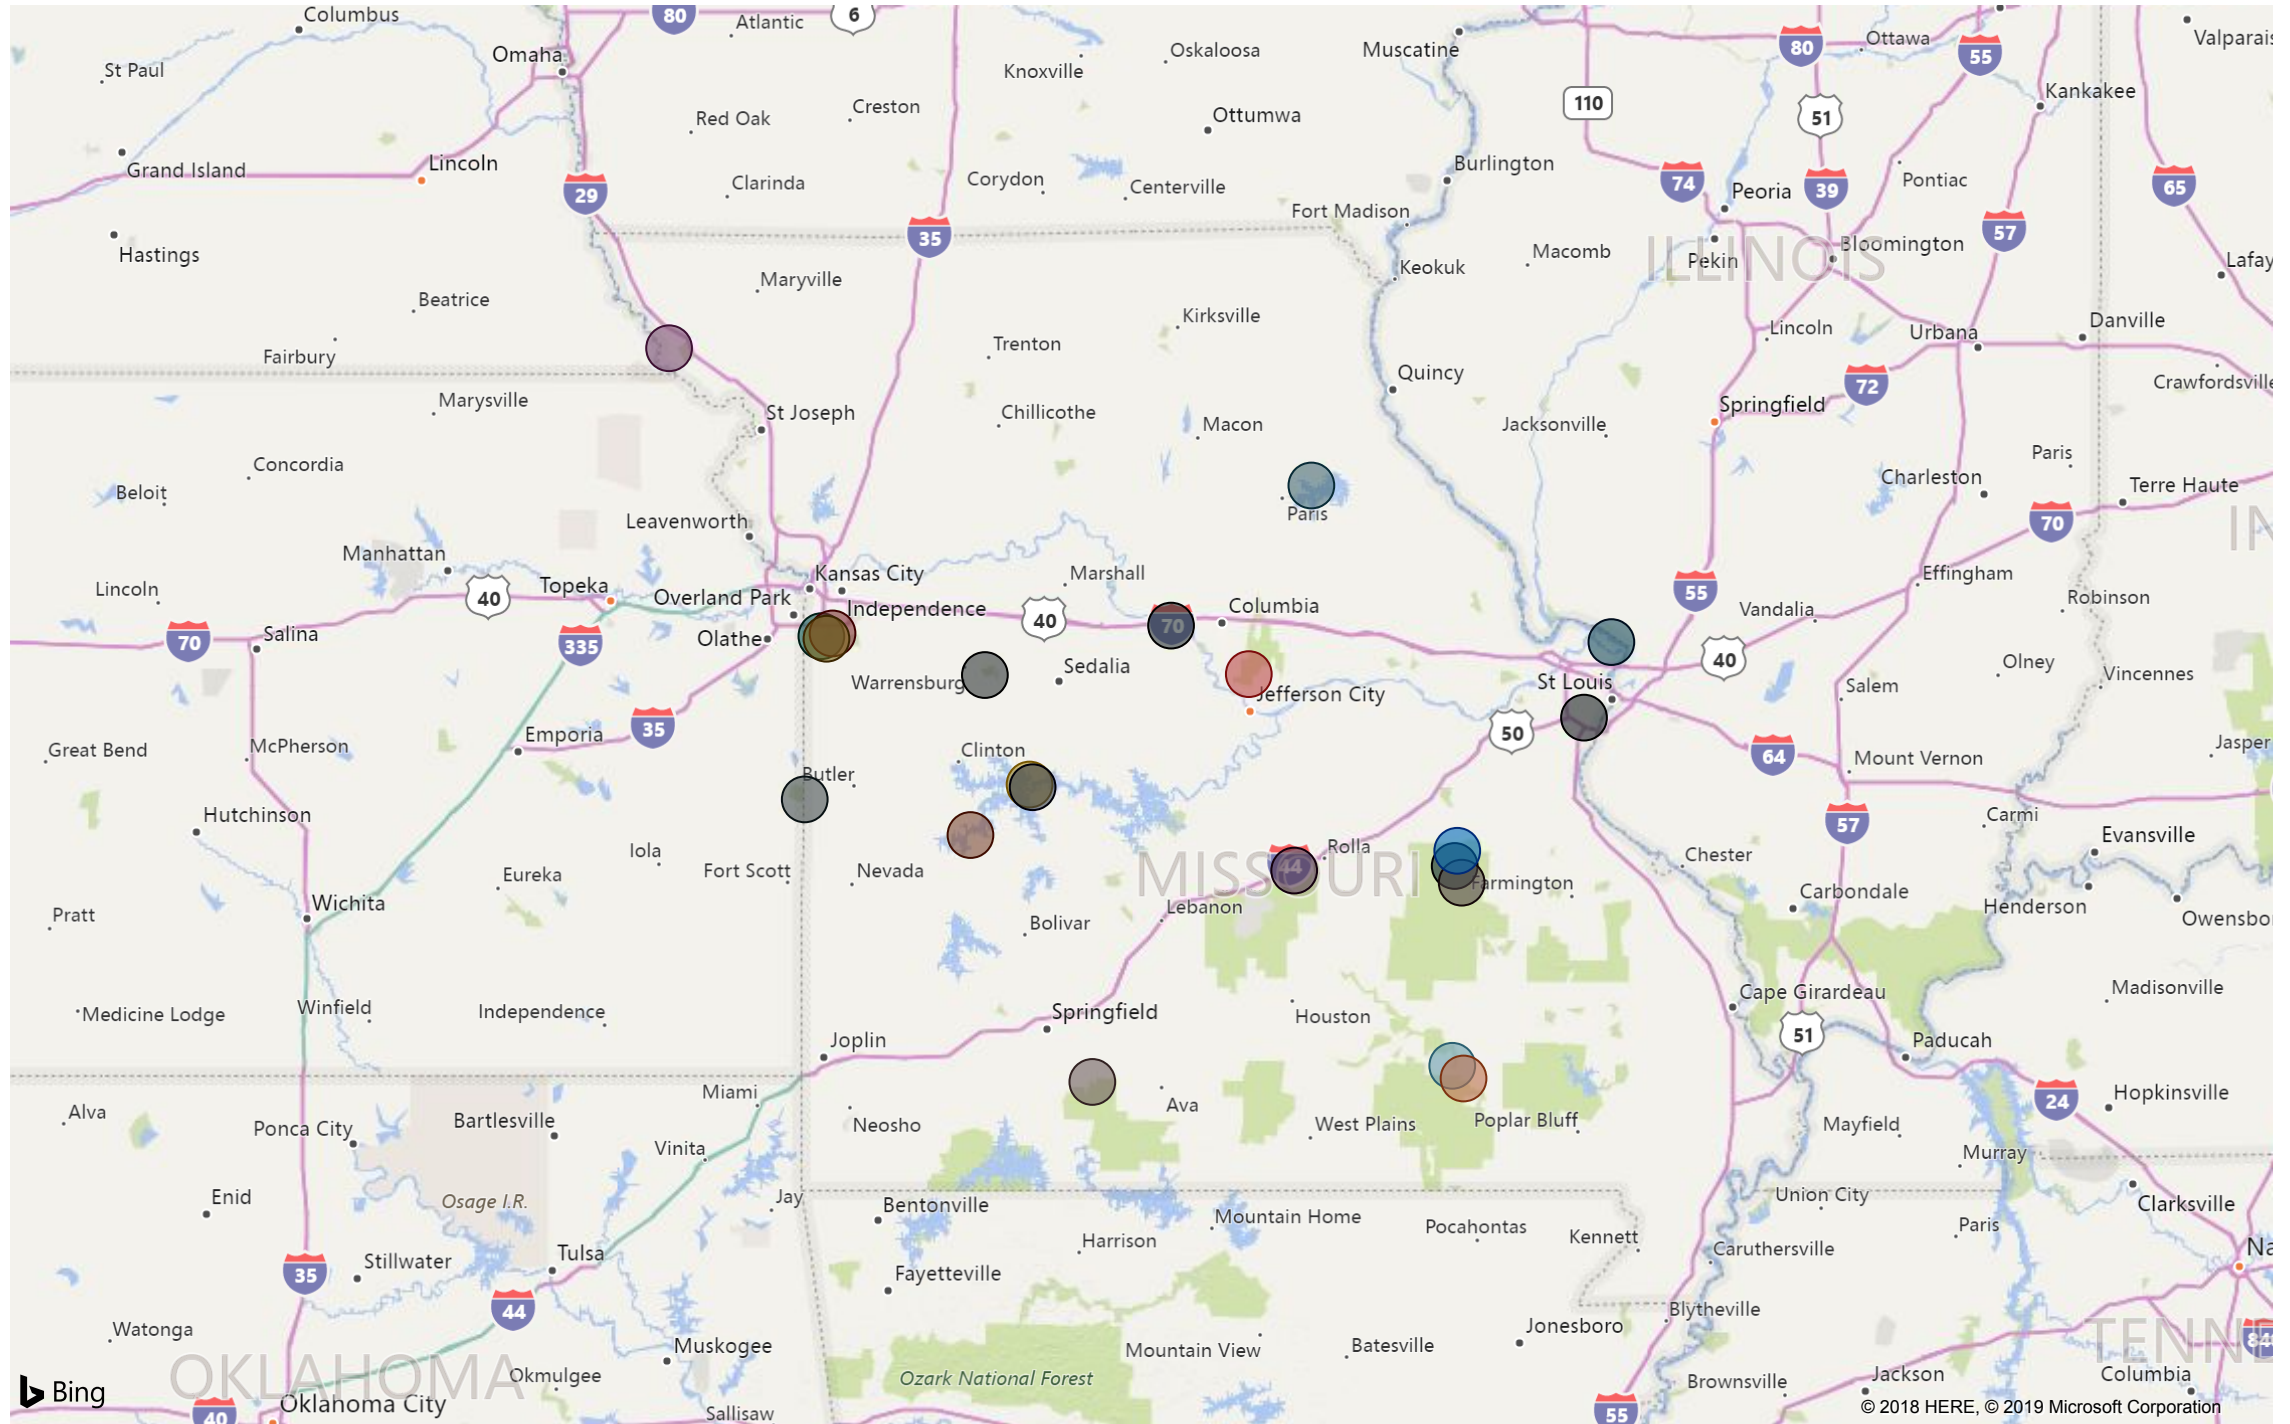 Columbus
80
Atlantic
6
Omaha
Oskaloosa
Muscatine
80
Ottawa
55
Valparais
St Paul
Knoxville
Kankakee
Red Oak
Creston
Ottumwa
110
51
Grand Island
Lincoln
29
Clarinda
Corydon
Centerville
Burlington
74
Peoria
39
Pontiac
65
Fort Madison
57
35
Hastings
Macomb
ILLINOIS
Bloomington
Pekin
Keokuk
Lafay
Maryville
Beatrice
Kirksville
Lincoln
Urbana
Danville
Fairbury
Trenton
Quincy
72
Crawfordsville
Marysville
St Joseph
Chillicothe
Macon
Jacksonville
Springfield
Concordia
Paris
Beloit
Charleston
Terre Haute
Leavenworth
Paris
70
IN
Manhattan
Topeka
Kansas City
Marshall
Effingham
Lincoln
40
Overland Park
Independence
40
70
Columbia
55
Vandalia
Robinson
70
Salina
335
Olathe
Sedalia
40
Olney
Vincennes
Warrensburg
Jefferson City
St Louis
Salem
35
Emporia
50
64
Great Bend
McPherson
Clinton
Mount Vernon
Jasper
Butler
Hutchinson
57
Carmi
Evansville
Iola
Fort Scott
Nevada
MISSOURI
44
Rolla
Chester
Eureka
Farmington
Carbondale
Henderson
Owensbo
Wichita
Lebanon
Pratt
Bolivar
Medicine Lodge
Winfield
Independence
Springfield
Houston
Cape Girardeau
Madisonville
51
Joplin
Paducah
Miami
24
Hopkinsville
Alva
Ponca City
Bartlesville
Neosho
Ava
West Plains
Poplar Bluff
Mayfield
Vinita
Murray
Enid
Osage I.R.
Jay
Bentonville
Mountain Home
Pocahontas
Kennett
Union City
Paris
Clarksville
Stillwater
Tulsa
Harrison
Caruthersville
Na
35
Fayetteville
44
Blytheville
Watonga
Muskogee
Mountain View
Batesville
Jonesboro
TENNE
840
OKLAHOMA
Okmulgee
Ozark National Forest
Brownsville
Jackson
Columbia
Bing
40
Oklahoma City
Sallisaw
55
© 2018 HERE, © 2019 Microsoft Corporation